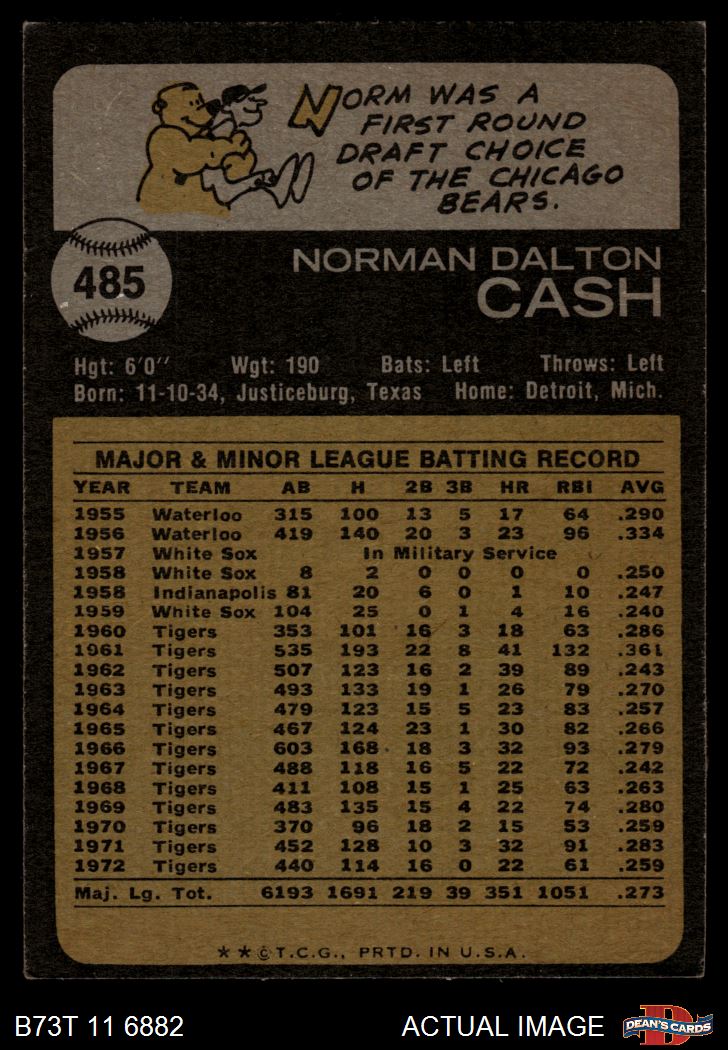 NORM WAS A
FIRST ROUND
DRAFT CHOICE
OF THE CHICAGO
BEARS.
485
NORMAN DALTON
CASH
Hgt: 6'0" Wgt: 190 Bats: Left Throws: Left
Born: 11-10-34, Justiceburg, Texas Home: Detroit, Mich.
MAJOR & MINOR LEAGUE BATTING RECORD
YEAR TEAM AB H 2B 3B HR RBI AVG
1955 Waterloo 315 100 13 5 17 64 .290
1956 Waterloo 419 140 20 3 23 96 .334
1957 White Sox In Military Service
1958 White Sox 8 2 0 0 0 0 .250
1958 Indianapolis 81 20 6 0 1 10 .247
1959 White Sox 104 25 0 1 4 16 .240
1960 Tigers 353 101 16 3 18 63 .286
1961 Tigers 535 193 22 8 41 132 .361
1962 Tigers 507 123 16 2 39 89 .243
1963 Tigers 493 133 19 1 26 79 .270
1964 Tigers 479 123 15 5 23 83 .257
1965 Tigers 467 124 23 1 30 82 .266
1966 Tigers 603 168 18 3 32 93 .279
1967 Tigers 488 118 16 5 22 72 .242
1968 Tigers 411 108 15 1 25 63 .263
1969 Tigers 483 135 15 4 22 74 .280
1970 Tigers 370 96 18 2 15 53 .259
1971 Tigers 452 128 10 3 32 91 .283
1972 Tigers 440 114 16 0 22 61 .259
Maj. Lg. Tot. 6193 1691 219 39 351 1051 .273
★★©T.C.G., PRTD. IN U.S.A.
B73T 11 6882 ACTUAL IMAGE
D
DEAN'S CARDS